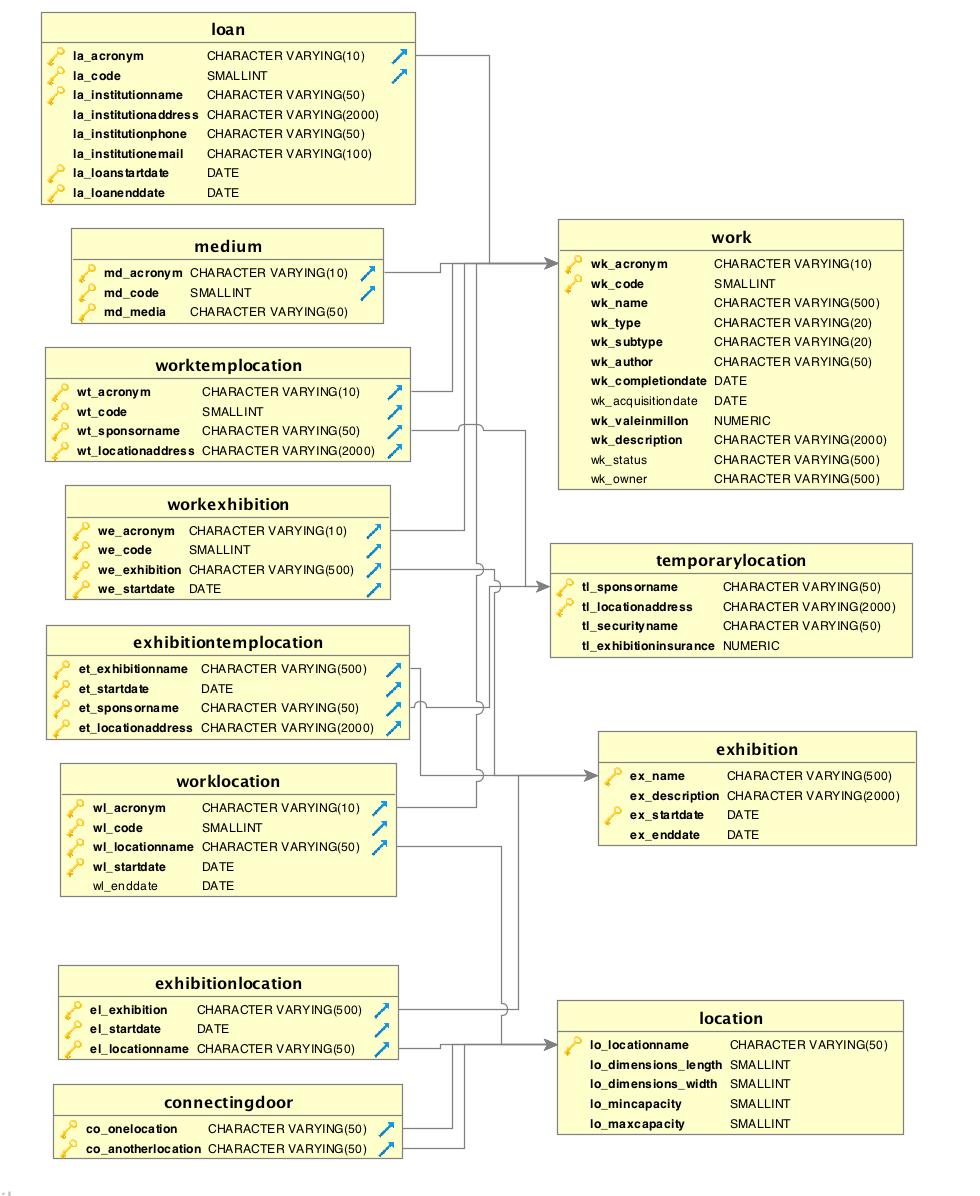 loan
la_acronym CHARACTER VARYING(10)
la_code SMALLINT
la_institutionname CHARACTER VARYING(50)
la_institutionaddress CHARACTER VARYING(2000)
la_institutionphone CHARACTER VARYING(50)
la_institutionemail CHARACTER VARYING(100)
la_loanstartdate DATE
la_loanenddate DATE
medium
md_acronym CHARACTER VARYING(10)
md_code SMALLINT
md_media CHARACTER VARYING(50)
worktemplocation
wt_acronym CHARACTER VARYING(10)
wt_code SMALLINT
wt_sponsorname CHARACTER VARYING(50)
wt_locationaddress CHARACTER VARYING(2000)
workexhibition
we_acronym CHARACTER VARYING(10)
we_code SMALLINT
we_exhibition CHARACTER VARYING(500)
we_startdate DATE
exhibitiontemplocation
et_exhibitionname CHARACTER VARYING(500)
et_startdate DATE
et_sponsorname CHARACTER VARYING(50)
et_locationaddress CHARACTER VARYING(2000)
worklocation
wl_acronym CHARACTER VARYING(10)
wl_code SMALLINT
wl_locationname CHARACTER VARYING(50)
wl_startdate DATE
wl_enddate DATE
exhibitionlocation
el_exhibition CHARACTER VARYING(500)
el_startdate DATE
el_locationname CHARACTER VARYING(50)
connectingdoor
co_onelocation CHARACTER VARYING(50)
co_anotherlocation CHARACTER VARYING(50)
work
wk_acronym CHARACTER VARYING(10)
wk_code SMALLINT
wk_name CHARACTER VARYING(500)
wk_type CHARACTER VARYING(20)
wk_subtype CHARACTER VARYING(20)
wk_author CHARACTER VARYING(50)
wk_completiondate DATE
wk_acquisitiondate DATE
wk_valeinmillon NUMERIC
wk_description CHARACTER VARYING(2000)
wk_status CHARACTER VARYING(500)
wk_owner CHARACTER VARYING(500)
temporarylocation
tl_sponsorname CHARACTER VARYING(50)
tl_locationaddress CHARACTER VARYING(2000)
tl_securityname CHARACTER VARYING(50)
tl_exhibitioninsurance NUMERIC
exhibition
ex_name CHARACTER VARYING(500)
ex_description CHARACTER VARYING(2000)
ex_startdate DATE
ex_enddate DATE
location
lo_locationname CHARACTER VARYING(50)
lo_dimensions_length SMALLINT
lo_dimensions_width SMALLINT
lo_mincapacity SMALLINT
lo_maxcapacity SMALLINT